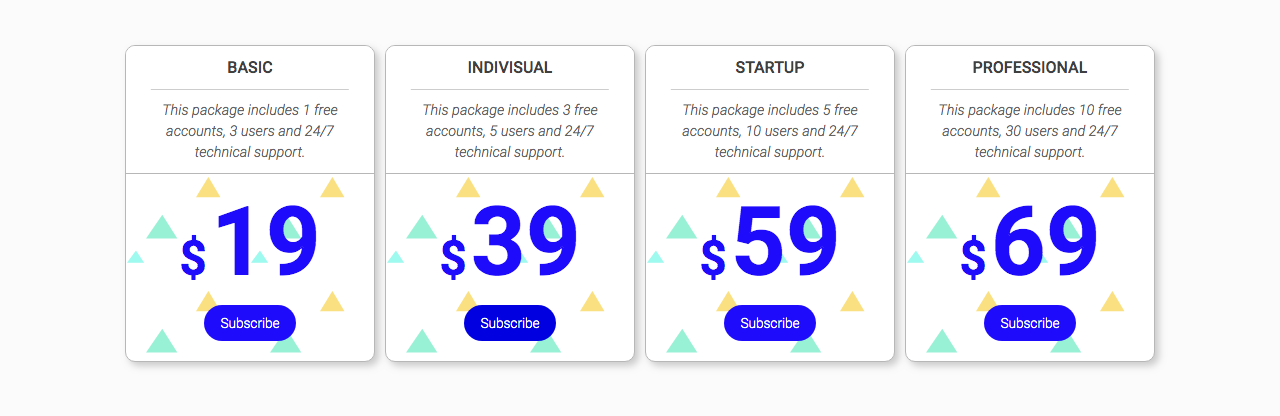 BASIC
This package includes 1 free
accounts, 3 users and 24/7
technical support.
$19
Subscribe
INDIVISUAL
This package includes 3 free
accounts, 5 users and 24/7
technical support.
$39
Subscribe
STARTUP
This package includes 5 free
accounts, 10 users and 24/7
technical support.
$59
Subscribe
PROFESSIONAL
This package includes 10 free
accounts, 30 users and 24/7
technical support.
$69
Subscribe